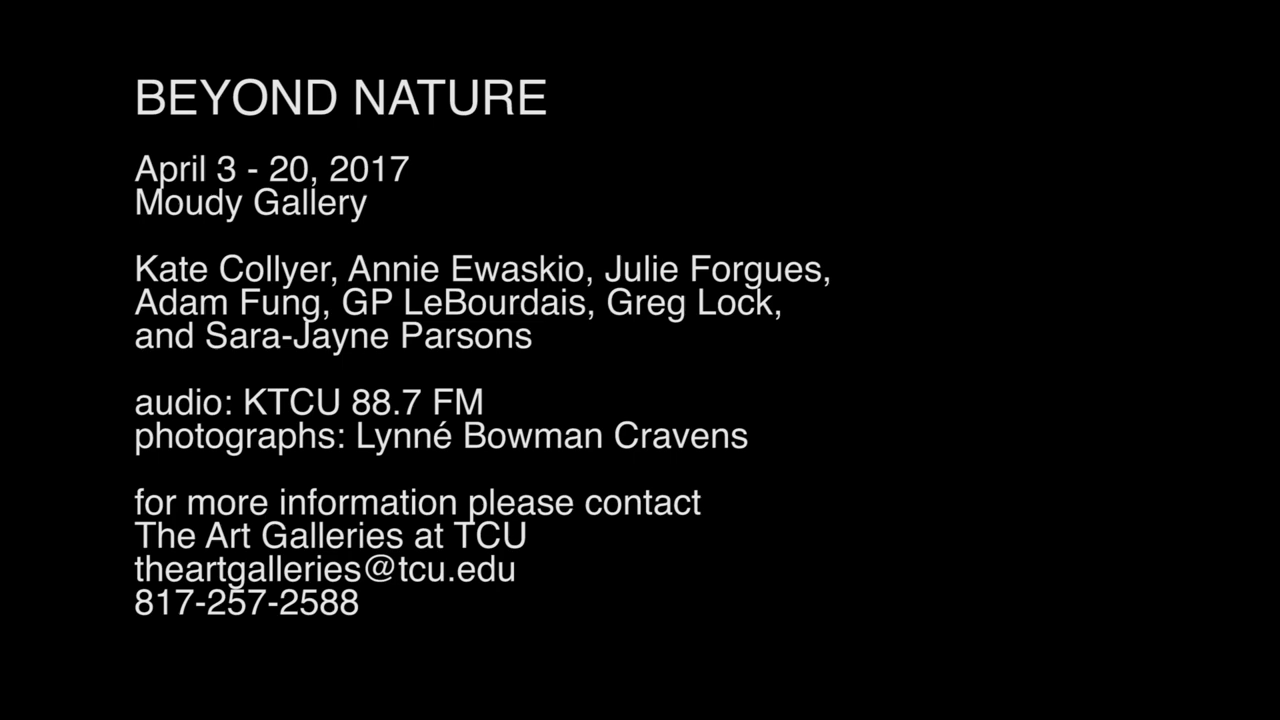 BEYOND NATURE
April 3 - 20, 2017
Moudy Gallery
Kate Collyer, Annie Ewaskio, Julie Forgues,
Adam Fung, GP LeBourdais, Greg Lock,
and Sara-Jayne Parsons
audio: KTCU 88.7 FM
photographs: Lynné Bowman Cravens
for more information please contact
The Art Galleries at TCU
theartgalleries@tcu.edu
817-257-2588